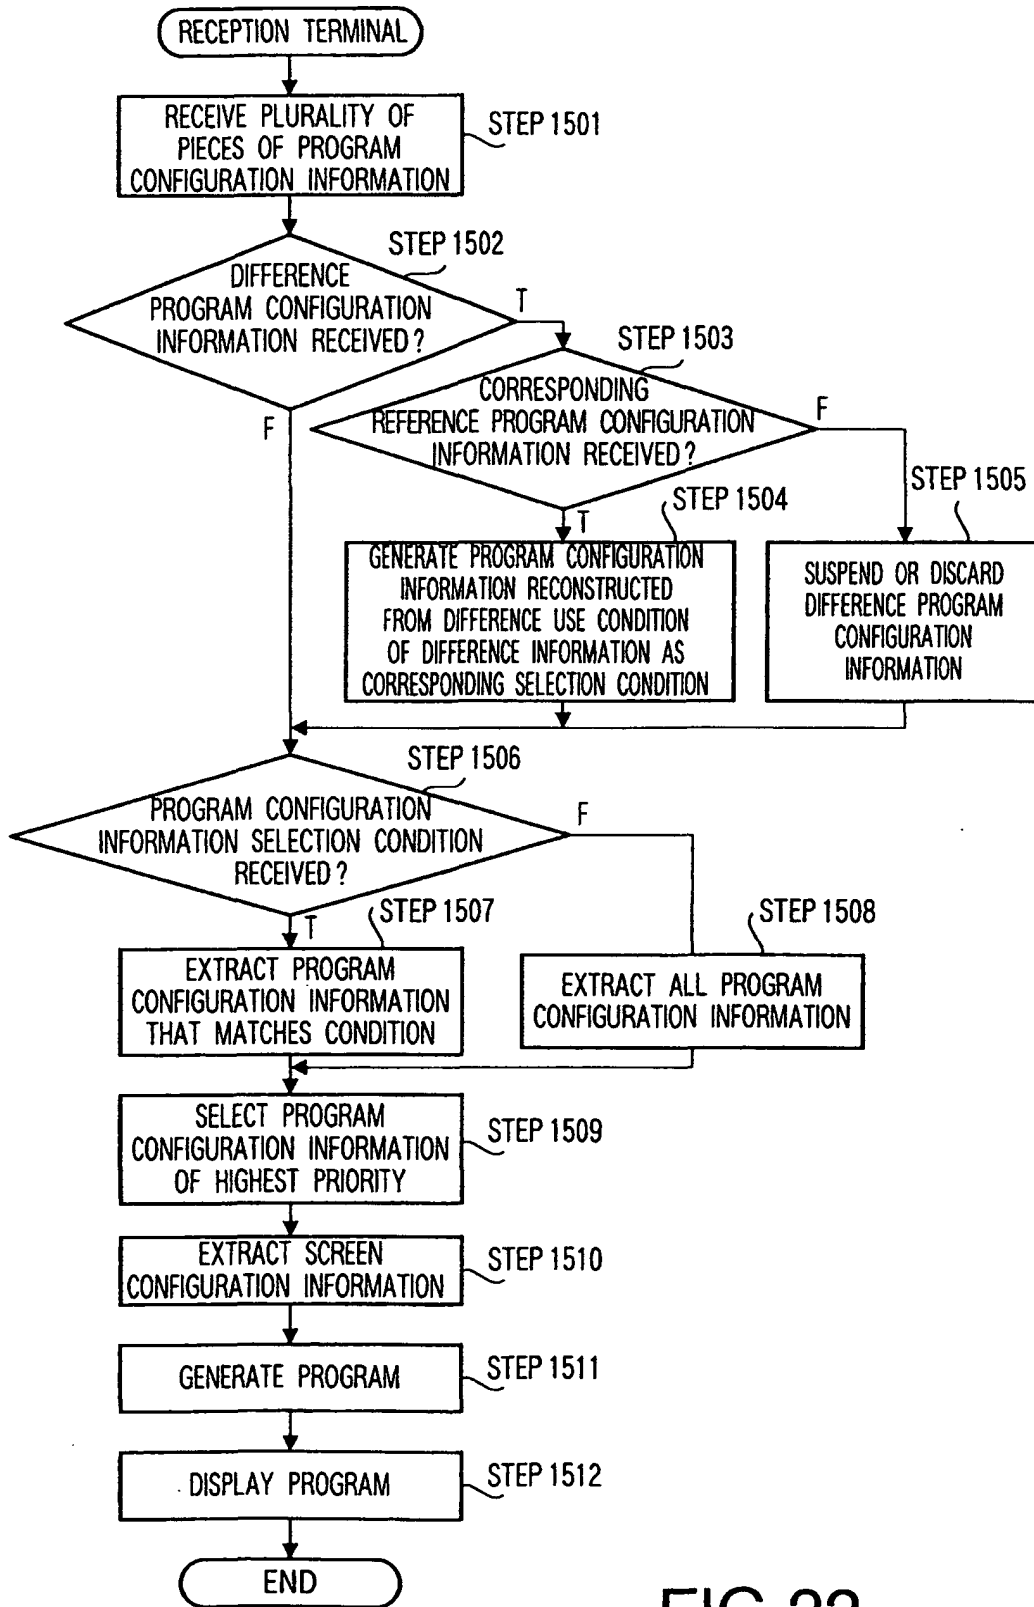 RECEPTION TERMINAL
RECEIVE PLURALITY OF
PIECES OF PROGRAM
CONFIGURATION INFORMATION
STEP 1501
STEP 1502
DIFFERENCE
PROGRAM CONFIGURATION
INFORMATION RECEIVED?
T
F
STEP 1503
CORRESPONDING
REFERENCE PROGRAM CONFIGURATION
INFORMATION RECEIVED?
F
T
STEP 1504
GENERATE PROGRAM CONFIGURATION
INFORMATION RECONSTRUCTED
FROM DIFFERENCE USE CONDITION
OF DIFFERENCE INFORMATION AS
CORRESPONDING SELECTION CONDITION
STEP 1505
SUSPEND OR DISCARD
DIFFERENCE PROGRAM
CONFIGURATION
INFORMATION
STEP 1506
PROGRAM CONFIGURATION
INFORMATION SELECTION CONDITION
RECEIVED?
F
T
STEP 1507
EXTRACT PROGRAM
CONFIGURATION INFORMATION
THAT MATCHES CONDITION
STEP 1508
EXTRACT ALL PROGRAM
CONFIGURATION INFORMATION
SELECT PROGRAM
CONFIGURATION INFORMATION
OF HIGHEST PRIORITY
STEP 1509
EXTRACT SCREEN
CONFIGURATION INFORMATION
STEP 1510
GENERATE PROGRAM
STEP 1511
DISPLAY PROGRAM
STEP 1512
END